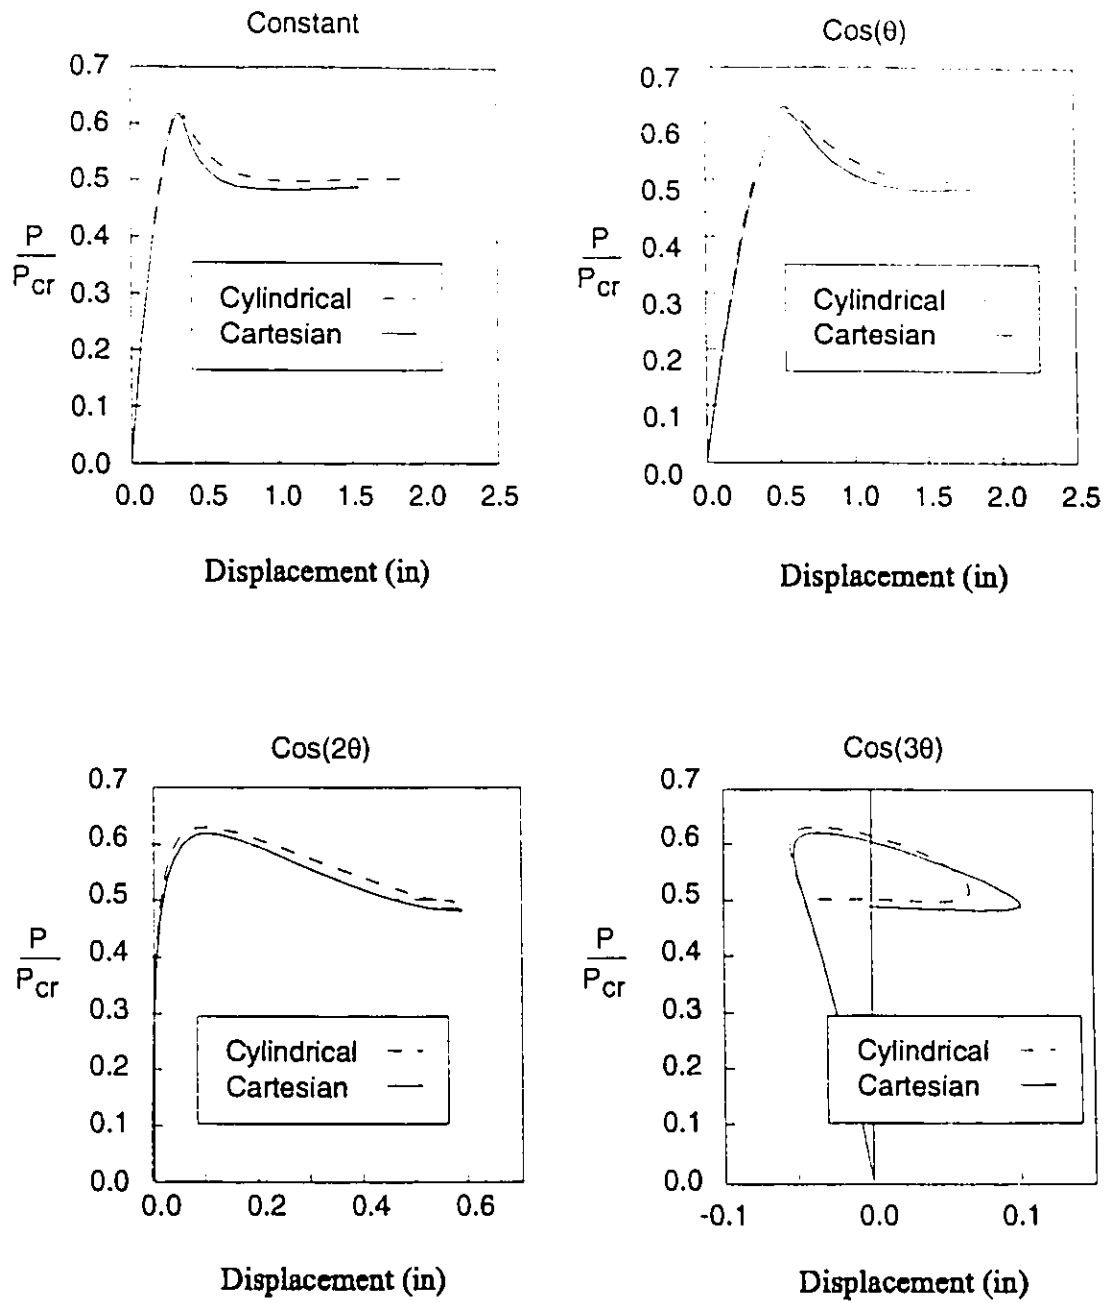 Constant
0.7
0.6
0.5
0.4
0.3
0.2
0.1
0.0
P
Pcr
Cylindrical
Cartesian
0.0 0.5 1.0 1.5 2.0 2.5
Displacement (in)
Cos(θ)
0.7
0.6
0.5
0.4
0.3
0.2
0.1
0.0
P
Pcr
Cylindrical
Cartesian
0.0 0.5 1.0 1.5 2.0 2.5
Displacement (in)
Cos(2θ)
0.7
0.6
0.5
0.4
0.3
0.2
0.1
0.0
P
Pcr
Cylindrical
Cartesian
0.0 0.2 0.4 0.6
Displacement (in)
Cos(3θ)
0.7
0.6
0.5
0.4
0.3
0.2
0.1
0.0
P
Pcr
Cylindrical
Cartesian
-0.1 0.0 0.1
Displacement (in)